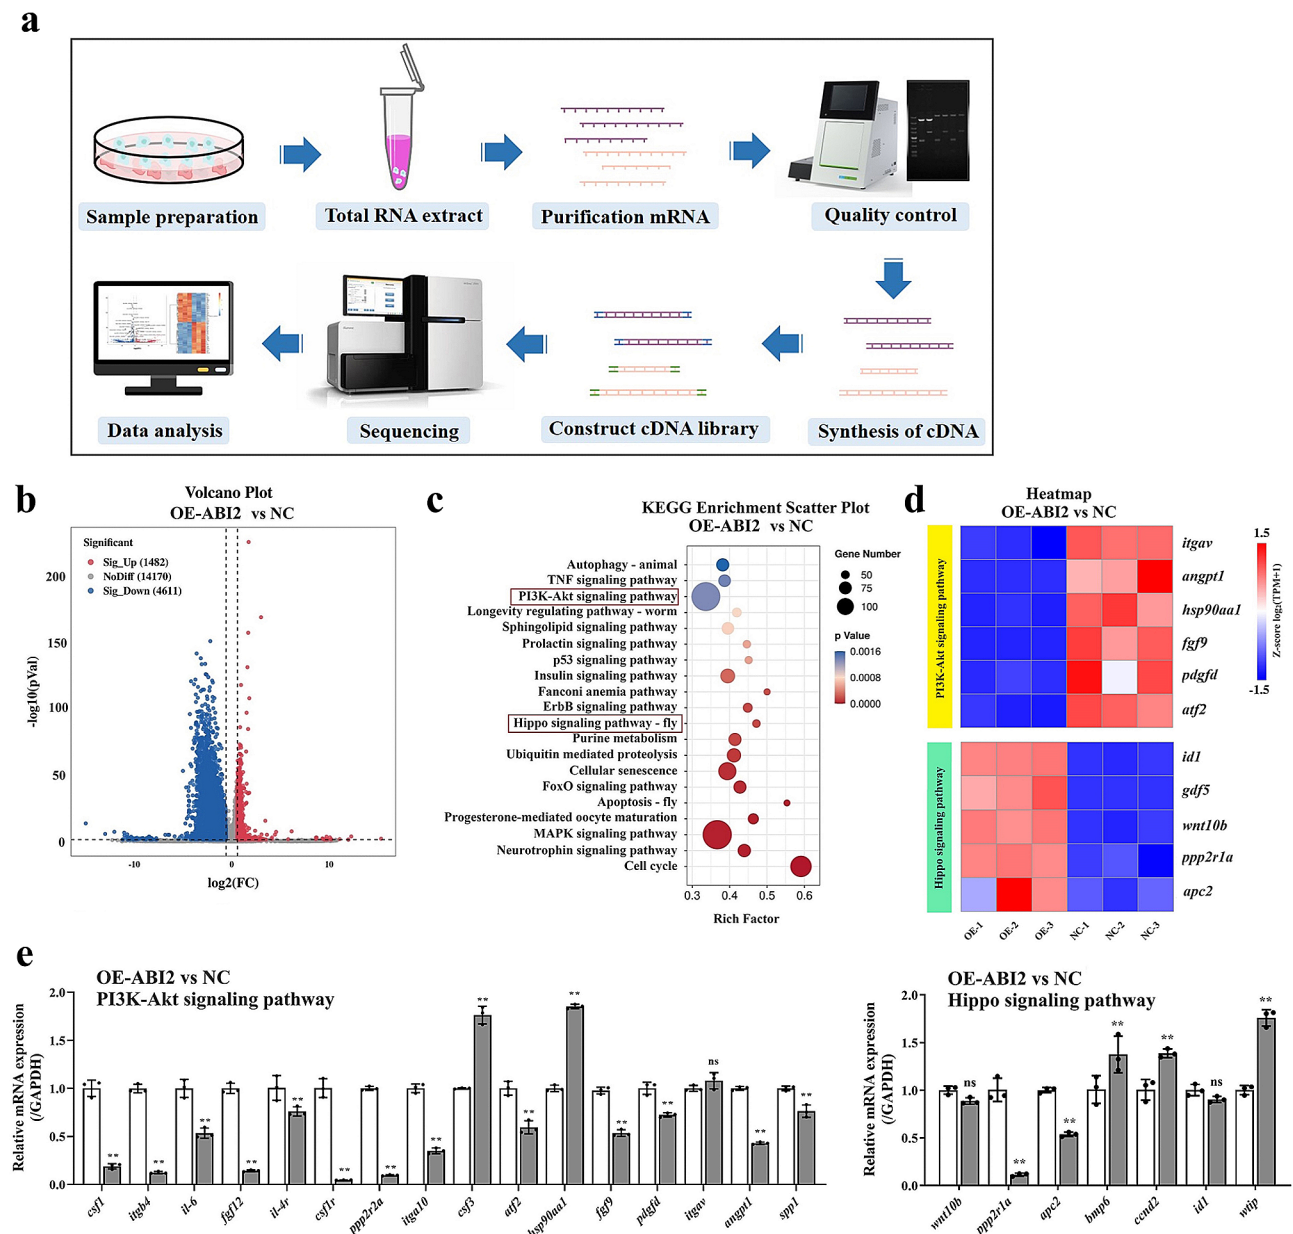 a
Sample preparation
Total RNA extract
Purification mRNA
Quality control
Data analysis
Sequencing
Construct cDNA library
Synthesis of cDNA
b
Volcano Plot
OE-ABI2 vs NC
Significant
Sig_Up (1482)
NoDiff (14170)
Sig_Down (4611)
-log10(pVal)
200
150
100
50
0
-10
0
10
log2(FC)
c
KEGG Enrichment Scatter Plot
OE-ABI2 vs NC
Autophagy - animal
TNF signaling pathway
PI3K-Akt signaling pathway
Longevity regulating pathway - worm
Sphingolipid signaling pathway
Prolactin signaling pathway
p53 signaling pathway
Insulin signaling pathway
Fanconi anemia pathway
ErbB signaling pathway
Hippo signaling pathway - fly
Purine metabolism
Ubiquitin mediated proteolysis
Cellular senescence
FoxO signaling pathway
Apoptosis - fly
Progesterone-mediated oocyte maturation
MAPK signaling pathway
Neurotrophin signaling pathway
Cell cycle
0.3
0.4
0.5
0.6
Rich Factor
Gene Number
50
75
100
p Value
0.0016
0.0008
0.0000
d
Heatmap
OE-ABI2 vs NC
PI3K-Akt signaling pathway
itgav
angpt1
hsp90aa1
fgf9
pdgfd
atf2
Hippo signaling pathway
id1
gdf5
wnt10b
ppp2r1a
apc2
OE-1
OE-2
OE-3
NC-1
NC-2
NC-3
1.5
Z-score log2(TPM+1)
-1.5
e
OE-ABI2 vs NC
PI3K-Akt signaling pathway
Relative mRNA expression
(/GAPDH)
2.0
1.5
1.0
0.5
0.0
**
**
**
**
**
**
**
**
**
**
**
**
**
ns
**
**
csf1
itgb4
il-6
fgf12
il-4r
csf1r
ppp2r2a
itga10
csf3
atf2
hsp90aa1
fgf9
pdgfd
itgav
angpt1
spp1
OE-ABI2 vs NC
Hippo signaling pathway
Relative mRNA expression
(/GAPDH)
2.0
1.5
1.0
0.5
0.0
ns
**
**
**
**
ns
**
wnt10b
ppp2r1a
apc2
bmp6
ccnd2
id1
wtip